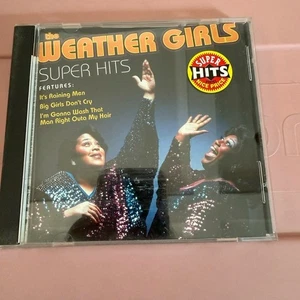 the
WEATHER GIRLS
SUPER HITS
FEATURES:
It's Raining Men
Big Girls Don't Cry
I'm Gonna Wash That
Man Right Outa My Hair
SUPER
HITS
NICE PRICE